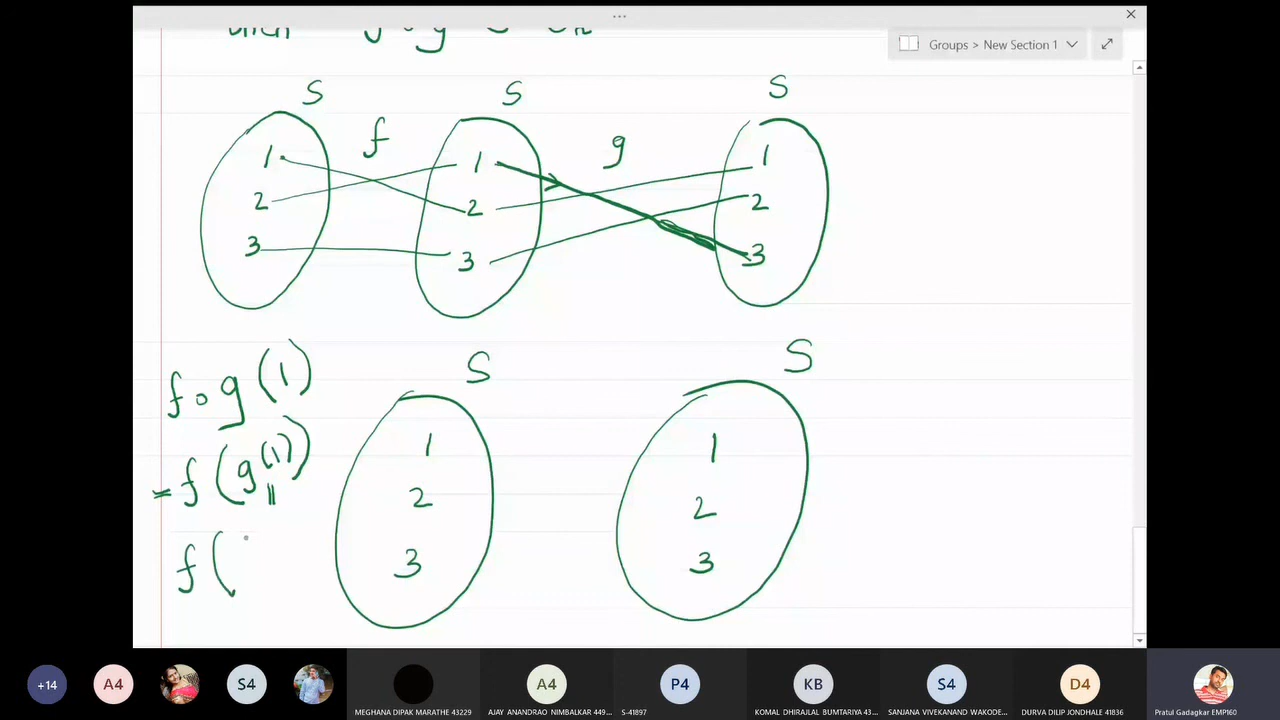 ...
×
Groups > New Section 1
S S S
f g
1 1 1
2 2 2
3 3 3
S S
fog(1)
= f(g(1))
f(
1 1
2 2
3 3
+14 A4 S4 A4 P4 KB S4 D4
MEGHANA DIPAK MARATHE 43229 AJAY ANANDRAO NIMBALKAR 449... S-41897 KOMAL DHIRAJLAL BUMTARIYA 43... SANJANA VIVEKANAND WAKODE... DURVA DILIP JONDHALE 41836 Pratul Gadagkar EMP160